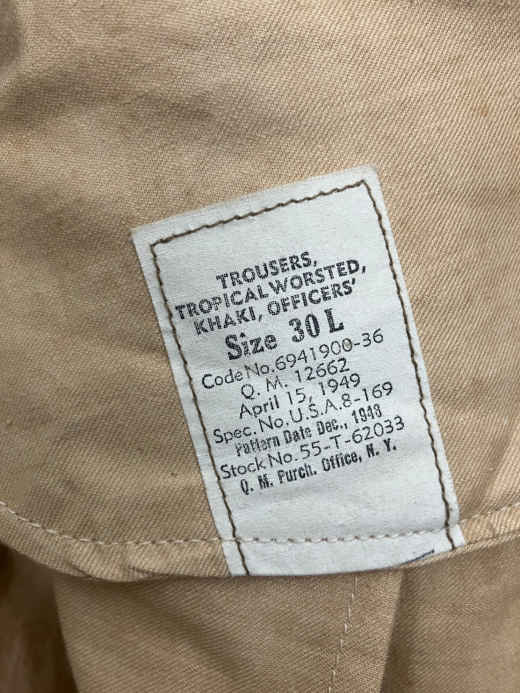 TROUSERS,
TROPICAL WORSTED,
KHAKI, OFFICERS'
Size 30 L
Code No. 6941900-36
Q. M. 12662
April 15, 1949
Spec. No. U.S.A. 8-169
Pattern Date Dec., 1948
Stock No. 55-T-62033
Q. M. Purch. Office, N. Y.